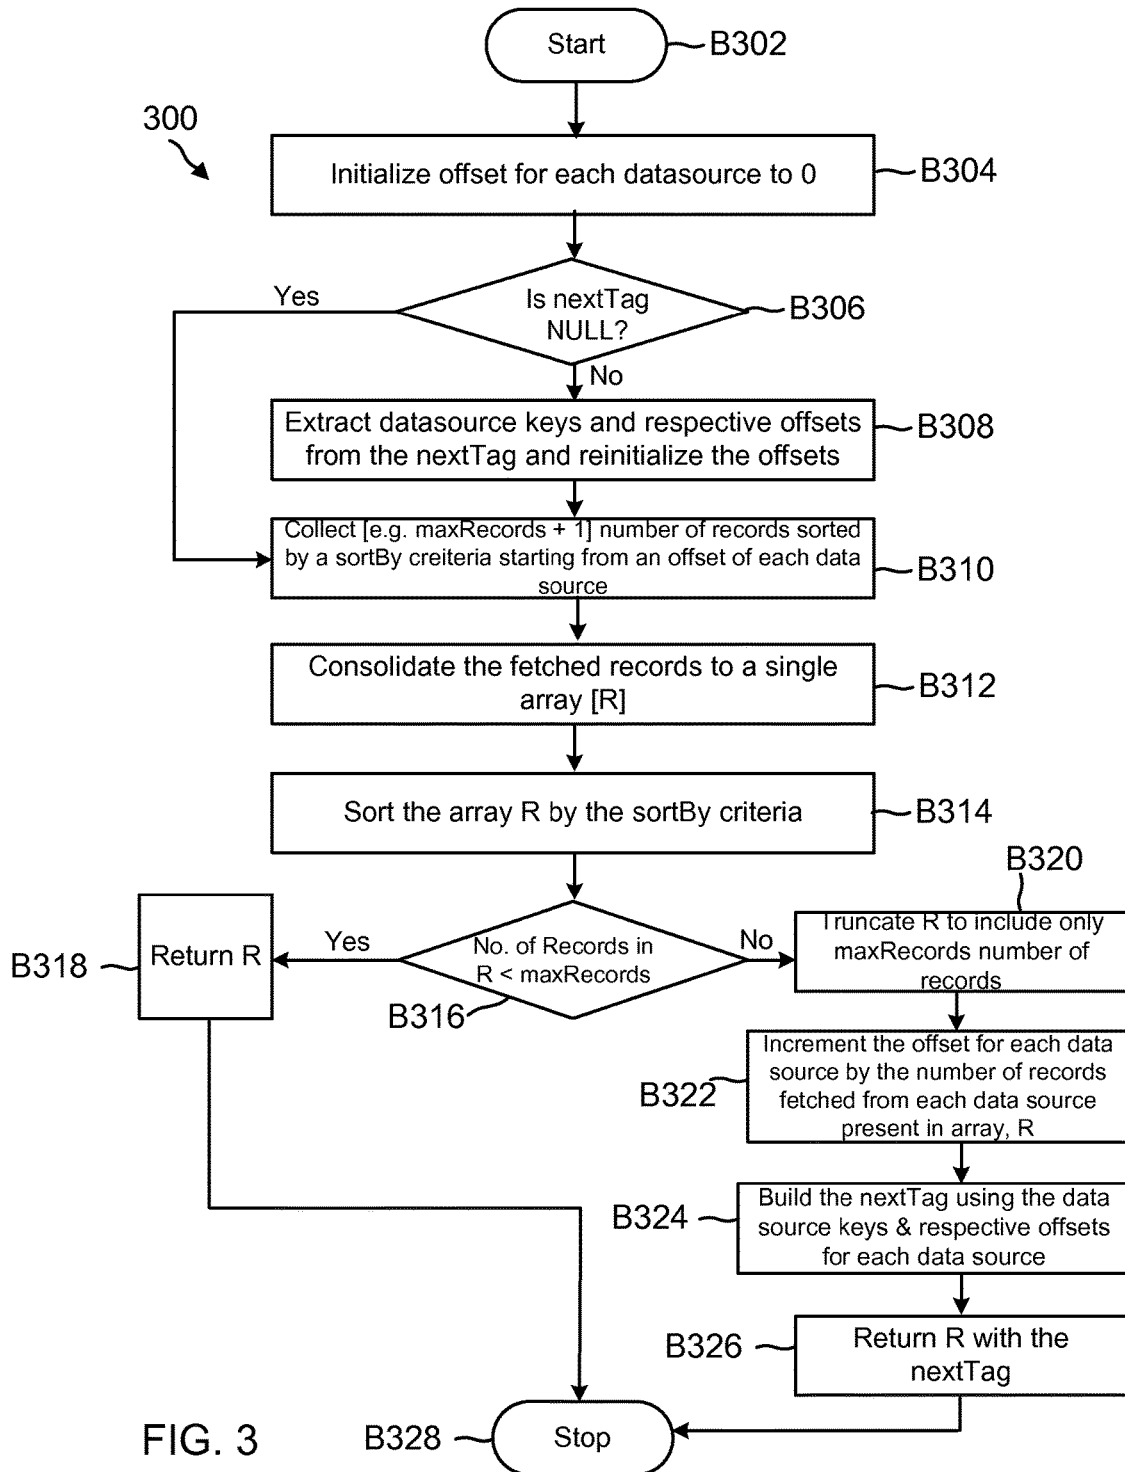 Start
B302
300
Initialize offset for each datasource to 0
B304
Yes
Is nextTag
NULL?
B306
No
Extract datasource keys and respective offsets
from the nextTag and reinitialize the offsets
B308
Collect [e.g. maxRecords + 1] number of records sorted
by a sortBy creiteria starting from an offset of each data
source
B310
Consolidate the fetched records to a single
array [R]
B312
Sort the array R by the sortBy criteria
B314
B320
Return R
B318
Yes
No. of Records in
R < maxRecords
B316
No
Truncate R to include only
maxRecords number of
records
Increment the offset for each data
source by the number of records
fetched from each data source
present in array, R
B322
Build the nextTag using the data
source keys & respective offsets
for each data source
B324
Return R with the
nextTag
B326
FIG. 3
B328
Stop